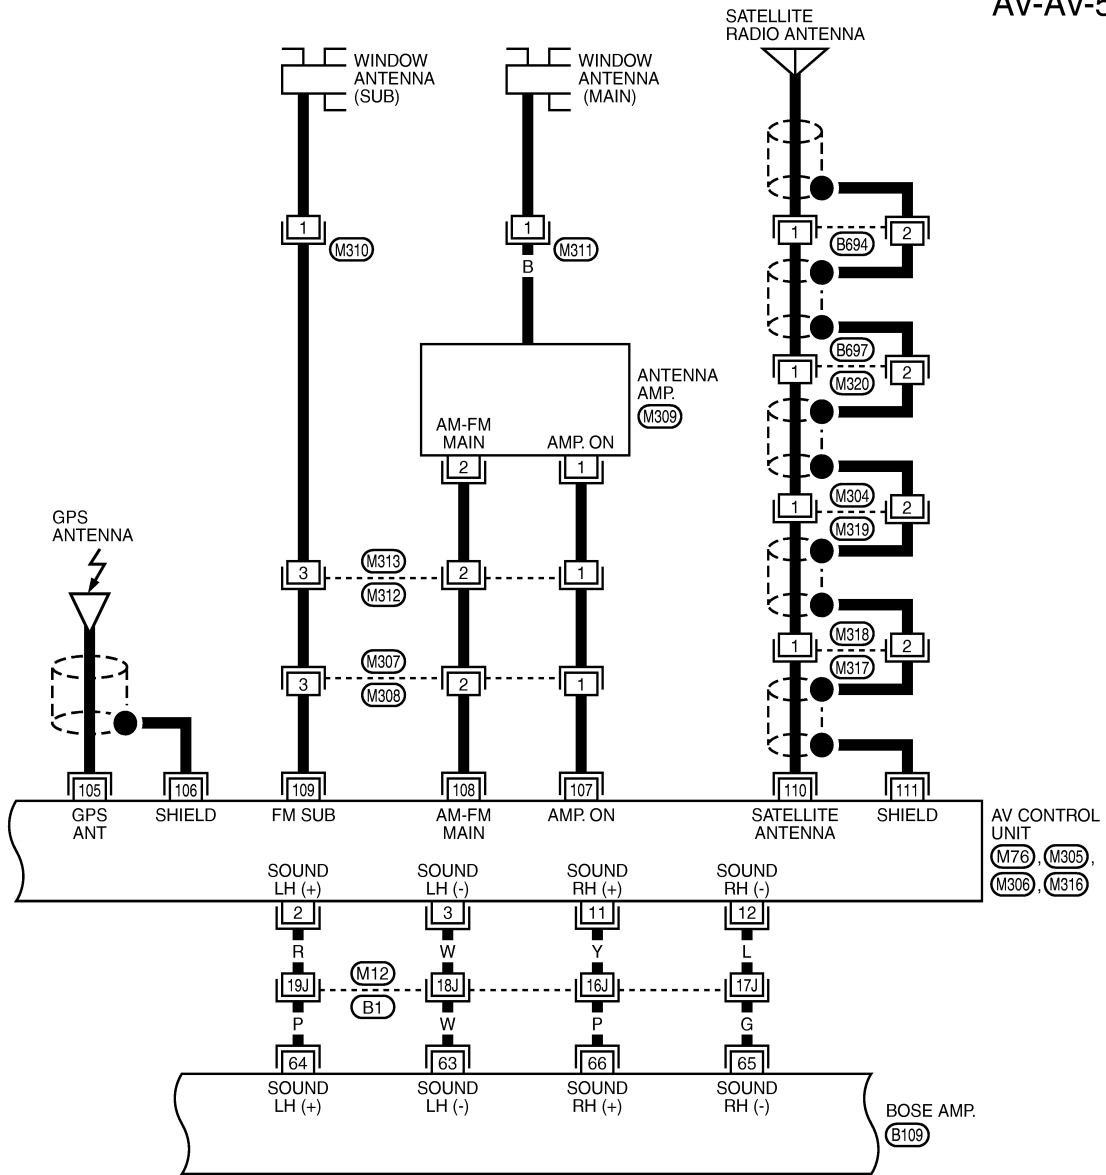 AV-AV-5
SATELLITE
RADIO ANTENNA
WINDOW
ANTENNA
(SUB)
WINDOW
ANTENNA
(MAIN)
1
M310
1
M311
B
1
2
B694
B697
1
2
M320
ANTENNA
AMP.
M309
AM-FM
MAIN
AMP. ON
2
1
M304
1
2
M319
GPS
ANTENNA
M313
3
2
1
M312
M318
1
2
M317
M307
3
2
1
M308
105
106
109
108
107
110
111
GPS
ANT
SHIELD
FM SUB
AM-FM
MAIN
AMP. ON
SATELLITE
ANTENNA
SHIELD
AV CONTROL
UNIT
M76 , M305 ,
M306 , M316
SOUND
LH (+)
SOUND
LH (-)
SOUND
RH (+)
SOUND
RH (-)
2
3
11
12
R
W
Y
L
M12
19J
18J
16J
17J
B1
P
W
P
G
64
63
66
65
SOUND
LH (+)
SOUND
LH (-)
SOUND
RH (+)
SOUND
RH (-)
BOSE AMP.
B109